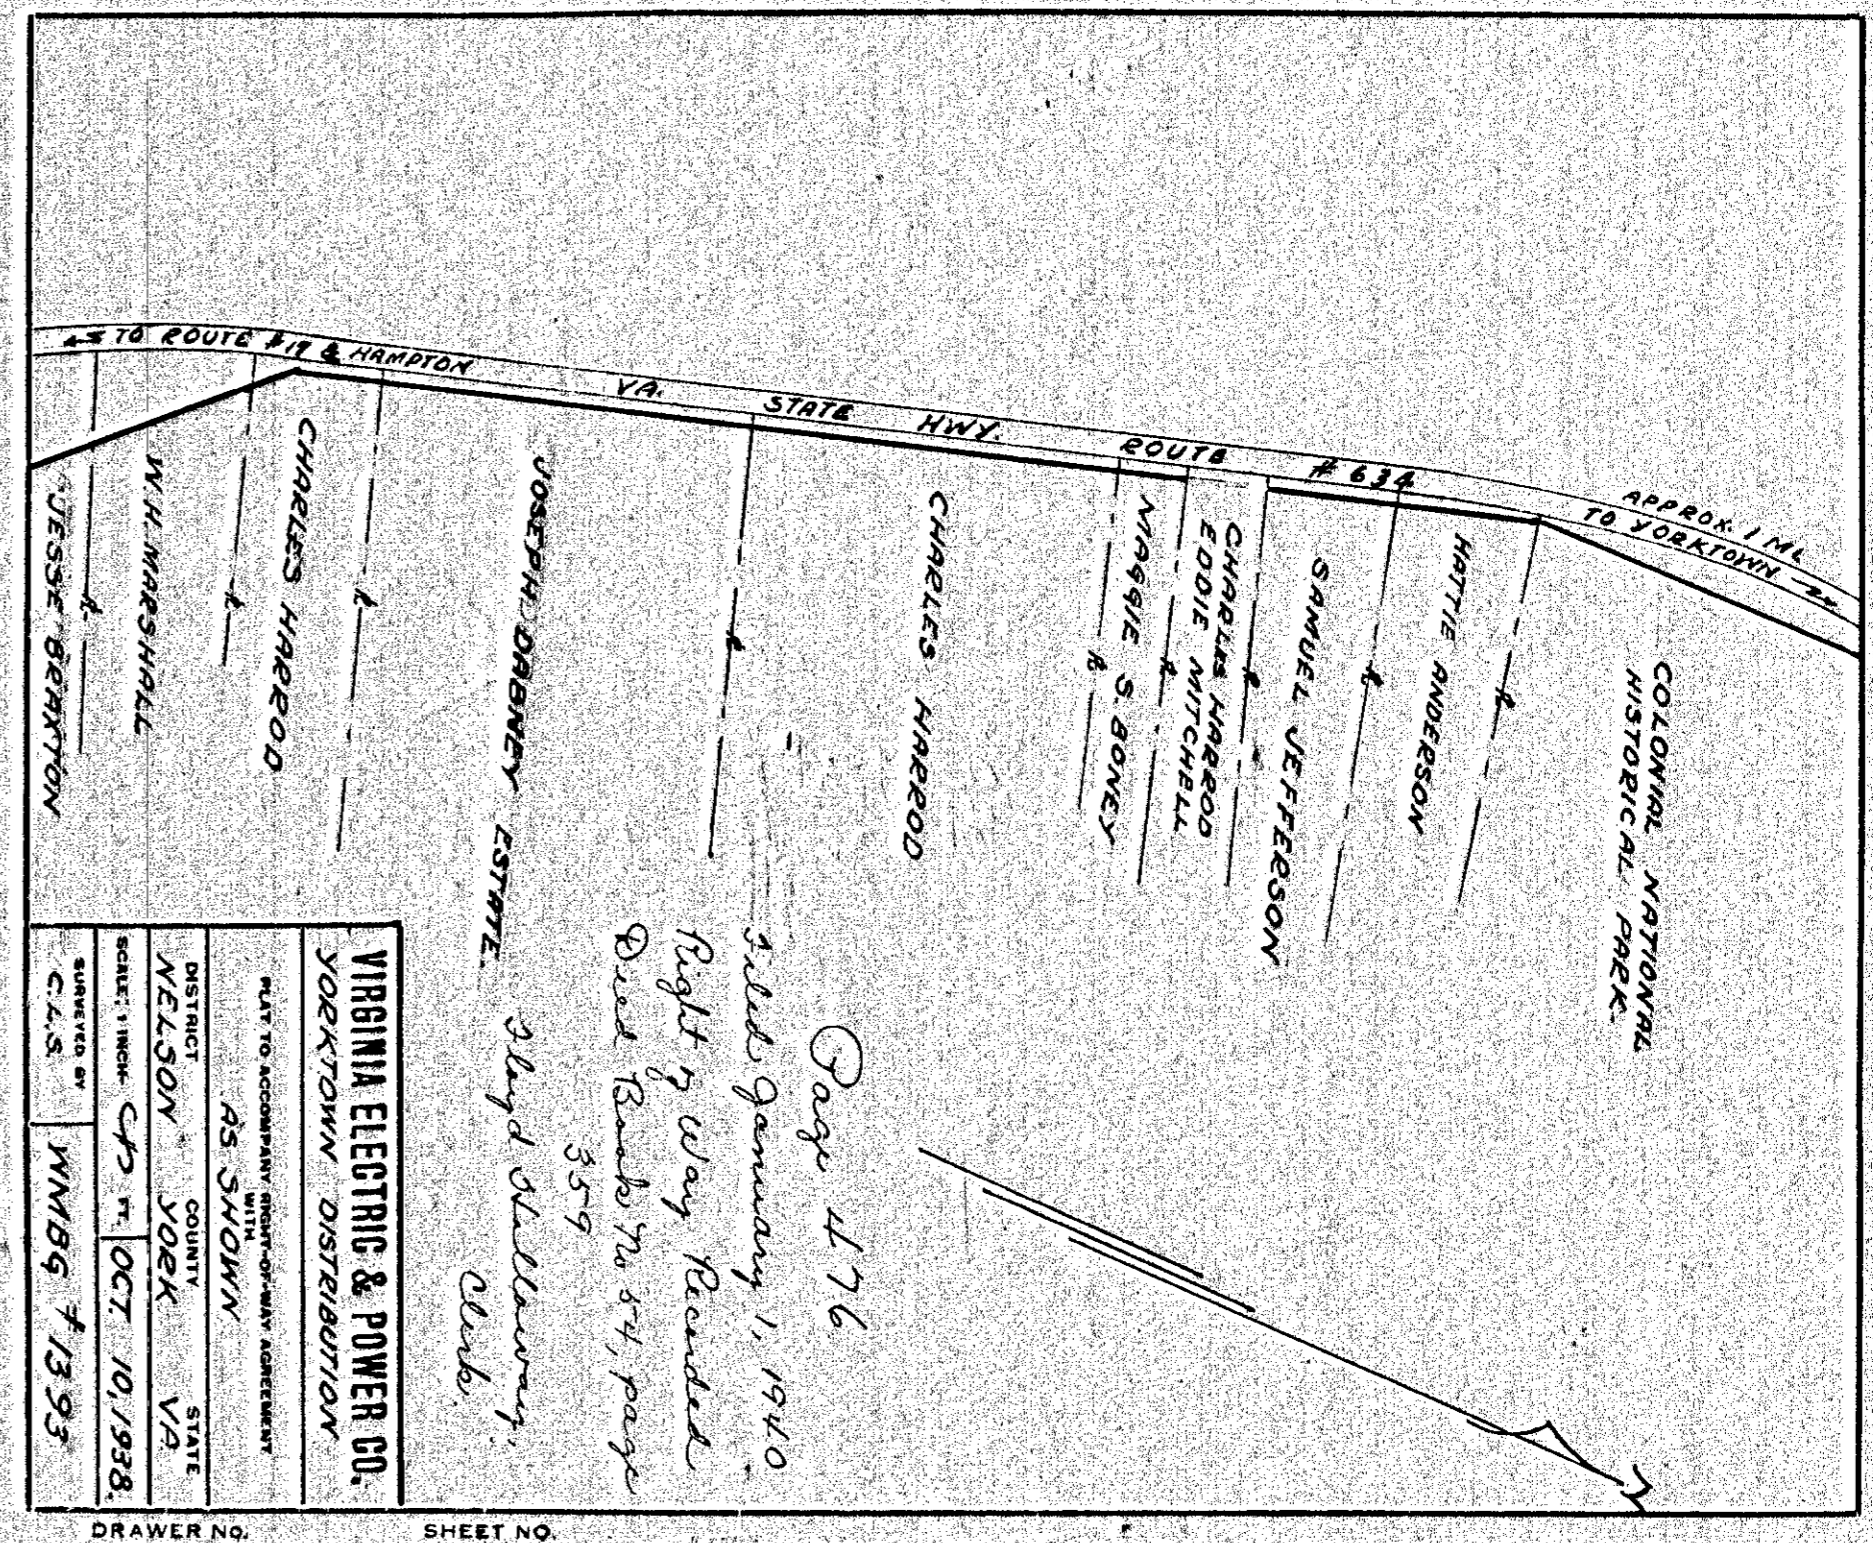 ← TO ROUTE #17 & HAMPTON VA. STATE HWY. ROUTE # 634
APPROX. 1 MI.
TO YORKTOWN →
JESSE BRAXTON
W.H. MARSHALL
CHARLES HARROD
JOSEPH DABNEY ESTATE.
CHARLES HARROD
MAGGIE S. BONEY
CHARLES HARROD
EDDIE MITCHELL
SAMUEL JEFFERSON
HATTIE ANDERSON
COLONIAL NATIONAL
HISTORICAL PARK.
Page 476
Filed January 1, 1940
Right of Way Recorded
Deed Book No 54, page
359
Floyd Hallaway,
Clerk
VIRGINIA ELECTRIC & POWER CO.
YORKTOWN DISTRIBUTION
PLAT TO ACCOMPANY RIGHT-OF-WAY AGREEMENT
WITH
AS SHOWN
DISTRICT COUNTY STATE
NELSON YORK VA
SCALE: 1 INCH= FT. OCT. 10, 1938.
SURVEYED BY
C.L.S. WMBG # 1393
DRAWER NO. SHEET NO.